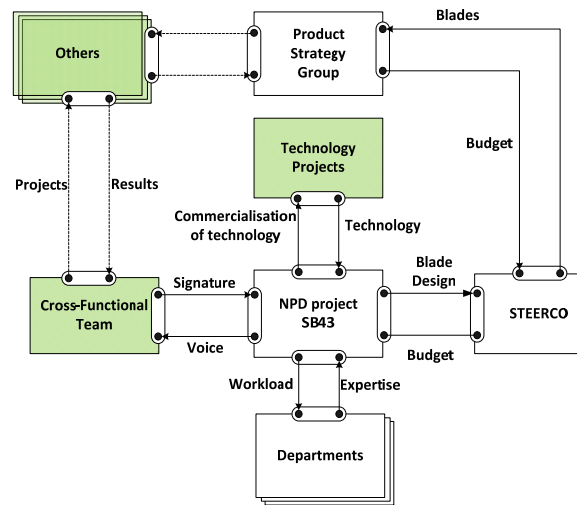 Blades
Others
Product
Strategy
Group
Budget
Technology
Projects
Projects
Results
Commercialisation
of technology
Technology
Signature
Blade
Design
Cross-Functional
Team
NPD project
SB43
STEERCO
Voice
Budget
Workload
Expertise
Departments